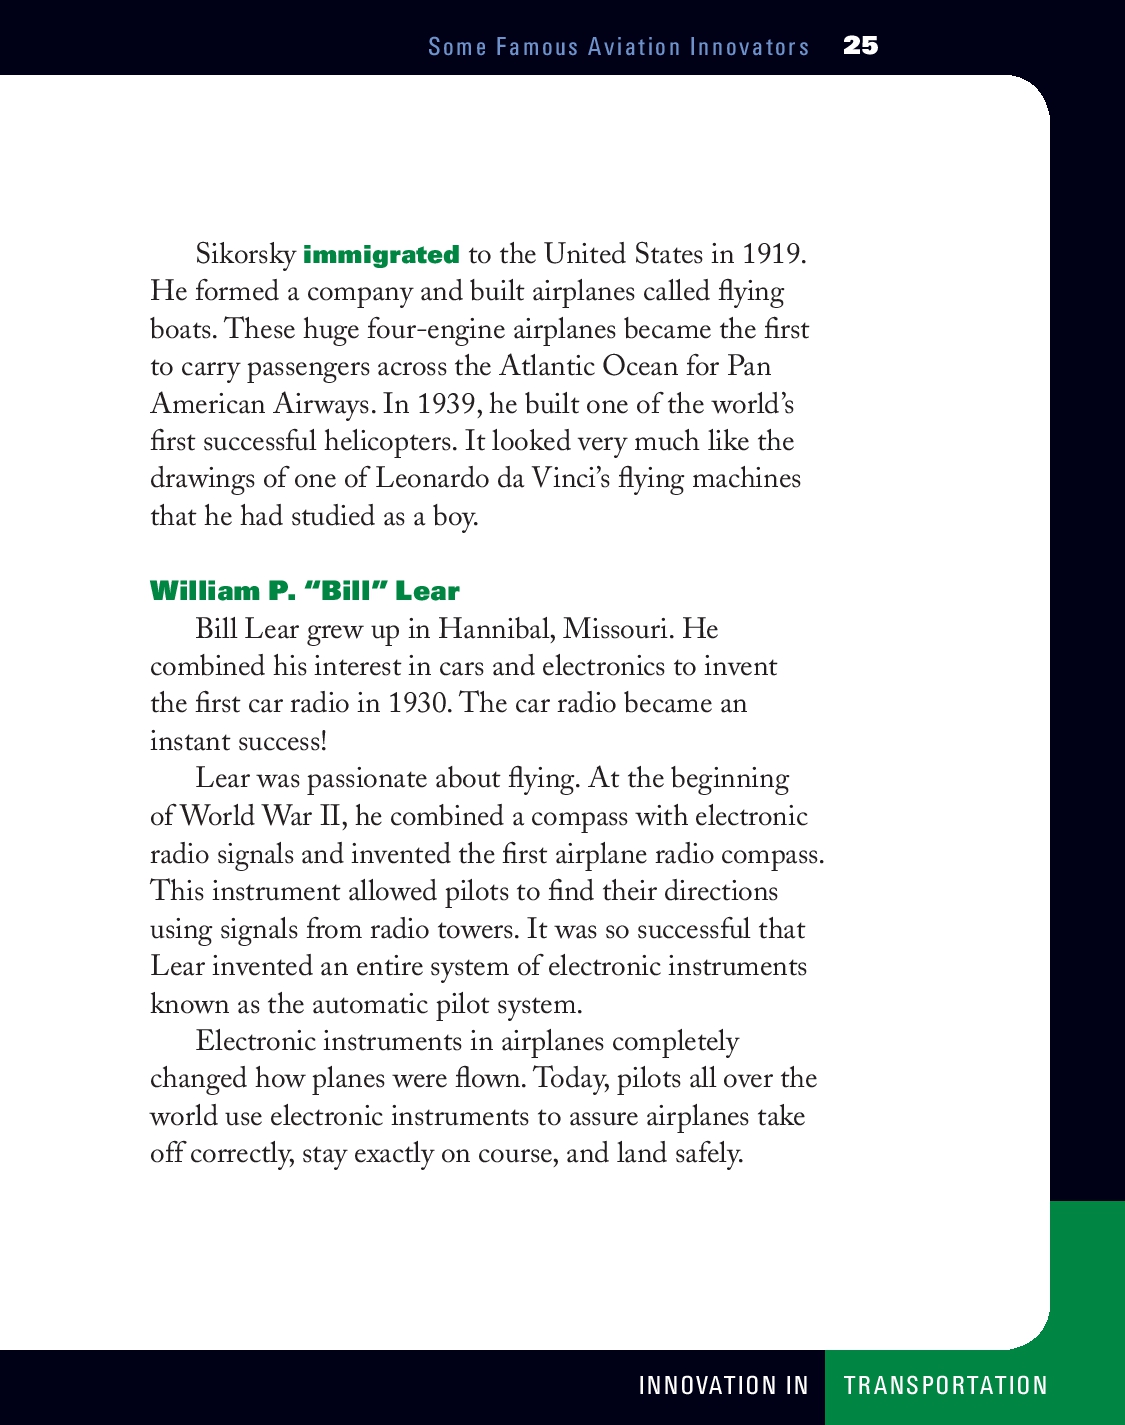 Some Famous Aviation Innovators 25
Sikorsky immigrated to the United States in 1919.
He formed a company and built airplanes called flying
boats. These huge four-engine airplanes became the first
to carry passengers across the Atlantic Ocean for Pan
American Airways. In 1939, he built one of the world’s
first successful helicopters. It looked very much like the
drawings of one of Leonardo da Vinci’s flying machines
that he had studied as a boy.
William P. “Bill” Lear
Bill Lear grew up in Hannibal, Missouri. He
combined his interest in cars and electronics to invent
the first car radio in 1930. The car radio became an
instant success!
Lear was passionate about flying. At the beginning
of World War II, he combined a compass with electronic
radio signals and invented the first airplane radio compass.
This instrument allowed pilots to find their directions
using signals from radio towers. It was so successful that
Lear invented an entire system of electronic instruments
known as the automatic pilot system.
Electronic instruments in airplanes completely
changed how planes were flown. Today, pilots all over the
world use electronic instruments to assure airplanes take
off correctly, stay exactly on course, and land safely.
INNOVATION IN TRANSPORTATION